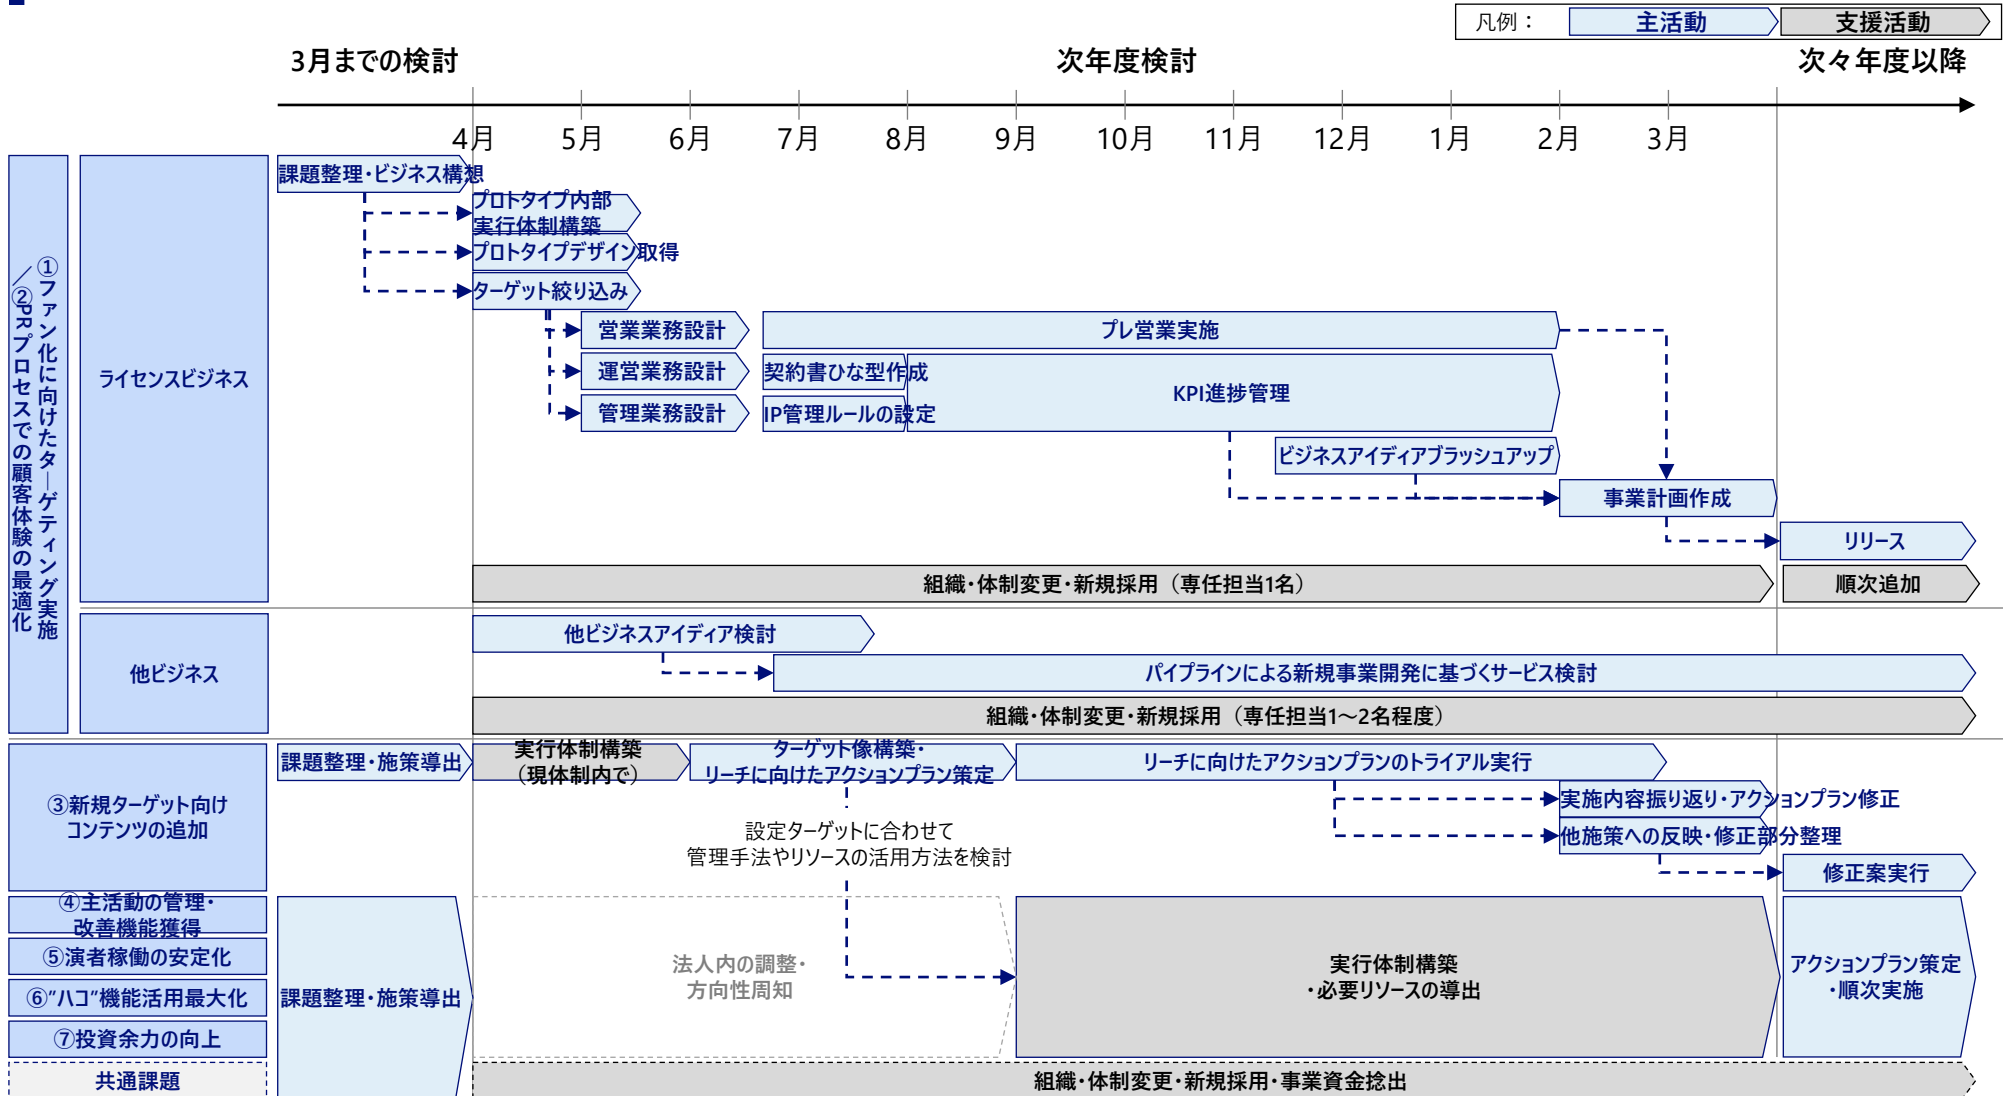 凡例：
主活動
支援活動
3月までの検討
次年度検討
次々年度以降
4月
5月
6月
7月
8月
9月
10月
11月
12月
1月
2月
3月
①ファン化に向けたターゲティング実施
／②PRプロセスでの顧客体験の最適化
ライセンスビジネス
課題整理・ビジネス構想
プロトタイプ内部
実行体制構築
プロトタイプデザイン取得
ターゲット絞り込み
営業業務設計
プレ営業実施
運営業務設計
契約書ひな型作成
KPI進捗管理
管理業務設計
IP管理ルールの設定
ビジネスアイディアブラッシュアップ
事業計画作成
リリース
組織・体制変更・新規採用（専任担当1名）
順次追加
他ビジネス
他ビジネスアイディア検討
パイプラインによる新規事業開発に基づくサービス検討
組織・体制変更・新規採用（専任担当1～2名程度）
③新規ターゲット向け
コンテンツの追加
課題整理・施策導出
実行体制構築
（現体制内で）
ターゲット像構築・
リーチに向けたアクションプラン策定
リーチに向けたアクションプランのトライアル実行
実施内容振り返り・アクションプラン修正
設定ターゲットに合わせて
管理手法やリソースの活用方法を検討
他施策への反映・修正部分整理
修正案実行
④主活動の管理・
改善機能獲得
⑤演者稼働の安定化
⑥”ハコ”機能活用最大化
⑦投資余力の向上
共通課題
課題整理・施策導出
法人内の調整・
方向性周知
実行体制構築
・必要リソースの導出
アクションプラン策定
・順次実施
組織・体制変更・新規採用・事業資金捻出